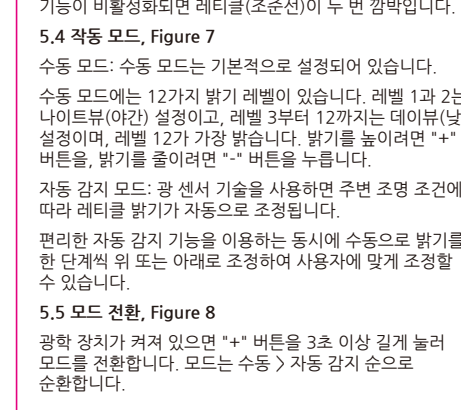 기능이 비활성화되면 레티클(조준선)이 두 번 깜박입니다.
5.4 작동 모드, Figure 7
수동 모드: 수동 모드는 기본적으로 설정되어 있습니다.
수동 모드에는 12가지 밝기 레벨이 있습니다. 레벨 1과 2는
나이트뷰(야간) 설정이고, 레벨 3부터 12까지는 데이뷰(낮
설정이며, 레벨 12가 가장 밝습니다. 밝기를 높이려면 "+"
버튼을, 밝기를 줄이려면 "-" 버튼을 누릅니다.
자동 감지 모드: 광 센서 기술을 사용하면 주변 조명 조건에
따라 레티클 밝기가 자동으로 조정됩니다.
편리한 자동 감지 기능을 이용하는 동시에 수동으로 밝기를
한 단계씩 위 또는 아래로 조정하여 사용자에 맞게 조정할
수 있습니다.
5.5 모드 전환, Figure 8
광학 장치가 켜져 있으면 "+" 버튼을 3초 이상 길게 눌러
모드를 전환합니다. 모드는 수동 > 자동 감지 순으로
순환합니다.